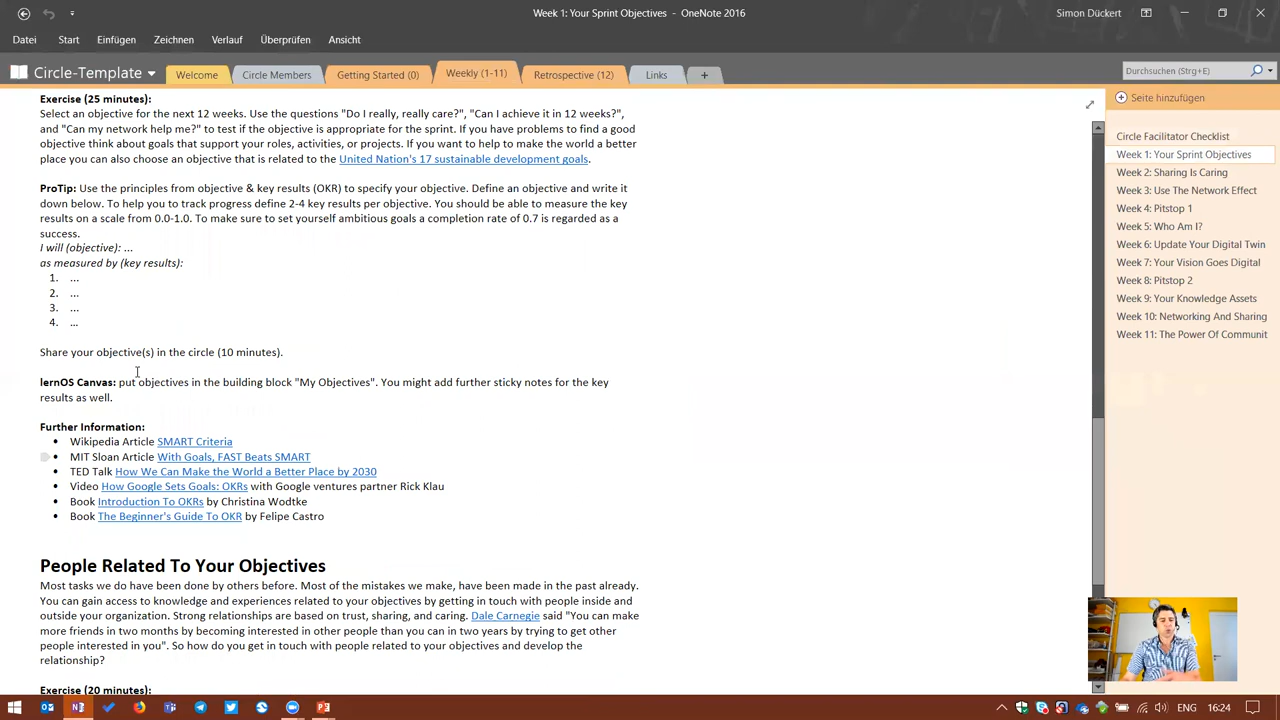 Week 1: Your Sprint Objectives - OneNote 2016
Simon Dückert
Datei Start Einfügen Zeichnen Verlauf Überprüfen Ansicht
Circle-Template
Welcome Circle Members Getting Started (0) Weekly (1-11) Retrospective (12) Links +
Durchsuchen (Strg+E)
Exercise (25 minutes):
Select an objective for the next 12 weeks. Use the questions "Do I really, really care?", "Can I achieve it in 12 weeks?",
and "Can my network help me?" to test if the objective is appropriate for the sprint. If you have problems to find a good
objective think about goals that support your roles, activities, or projects. If you want to help to make the world a better
place you can also choose an objective that is related to the United Nation's 17 sustainable development goals.
ProTip: Use the principles from objective & key results (OKR) to specify your objective. Define an objective and write it
down below. To help you to track progress define 2-4 key results per objective. You should be able to measure the key
results on a scale from 0.0-1.0. To make sure to set yourself ambitious goals a completion rate of 0.7 is regarded as a
success.
I will (objective): ...
as measured by (key results):
1. ...
2. ...
3. ...
4. ...
Share your objective(s) in the circle (10 minutes).
lernOS Canvas: put objectives in the building block "My Objectives". You might add further sticky notes for the key
results as well.
Further Information:
• Wikipedia Article SMART Criteria
• MIT Sloan Article With Goals, FAST Beats SMART
• TED Talk How We Can Make the World a Better Place by 2030
• Video How Google Sets Goals: OKRs with Google ventures partner Rick Klau
• Book Introduction To OKRs by Christina Wodtke
• Book The Beginner's Guide To OKR by Felipe Castro
People Related To Your Objectives
Most tasks we do have been done by others before. Most of the mistakes we make, have been made in the past already.
You can gain access to knowledge and experiences related to your objectives by getting in touch with people inside and
outside your organization. Strong relationships are based on trust, sharing, and caring. Dale Carnegie said "You can make
more friends in two months by becoming interested in other people than you can in two years by trying to get other
people interested in you". So how do you get in touch with people related to your objectives and develop the
relationship?
Exercise (20 minutes):
Seite hinzufügen
Circle Facilitator Checklist
Week 1: Your Sprint Objectives
Week 2: Sharing Is Caring
Week 3: Use The Network Effect
Week 4: Pitstop 1
Week 5: Who Am I?
Week 6: Update Your Digital Twin
Week 7: Your Vision Goes Digital
Week 8: Pitstop 2
Week 9: Your Knowledge Assets
Week 10: Networking And Sharing
Week 11: The Power Of Communit
ENG 16:24